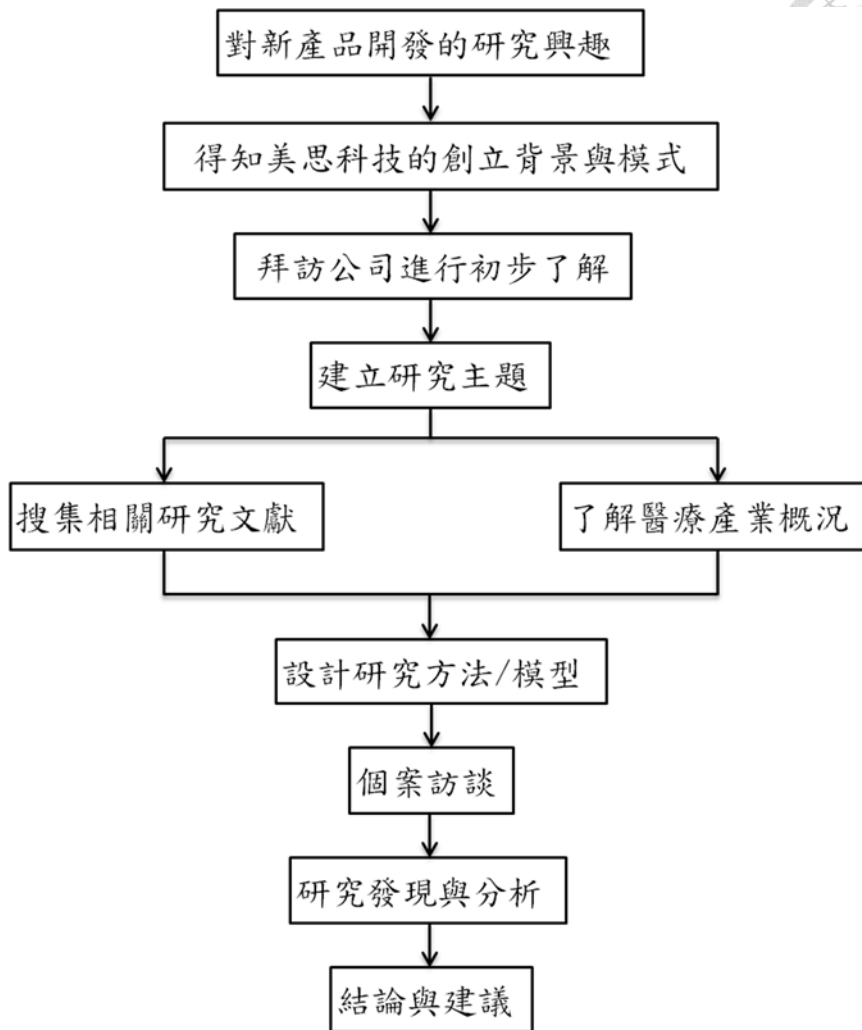 對新產品開發的研究興趣
得知美思科技的創立背景與模式
拜訪公司進行初步了解
建立研究主題
搜集相關研究文獻
了解醫療產業概況
設計研究方法/模型
個案訪談
研究發現與分析
結論與建議